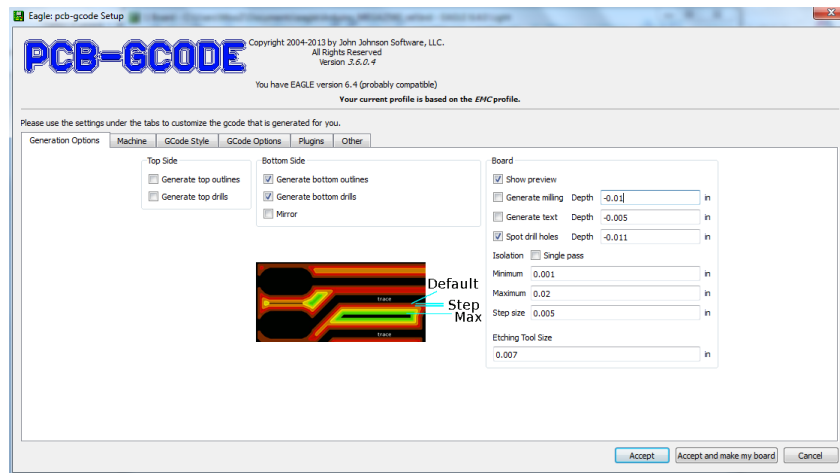 Eagle: pcb-gcode Setup
PCB-GCODE
Copyright 2004-2013 by John Johnson Software, LLC.
All Rights Reserved
Version 3.6.0.4
You have EAGLE version 6.4 (probably compatible)
Your current profile is based on the EMC profile.
Please use the settings under the tabs to customize the gcode that is generated for you.
Generation Options Machine GCode Style GCode Options Plugins Other
Top Side
Generate top outlines
Generate top drills
Bottom Side
Generate bottom outlines
Generate bottom drills
Mirror
Default
Step
Max
trace
trace
Board
Show preview
Generate milling Depth -0.01 in
Generate text Depth -0.005 in
Spot drill holes Depth -0.011 in
Isolation Single pass
Minimum 0.001 in
Maximum 0.02 in
Step size 0.005 in
Etching Tool Size
0.007 in
Accept Accept and make my board Cancel